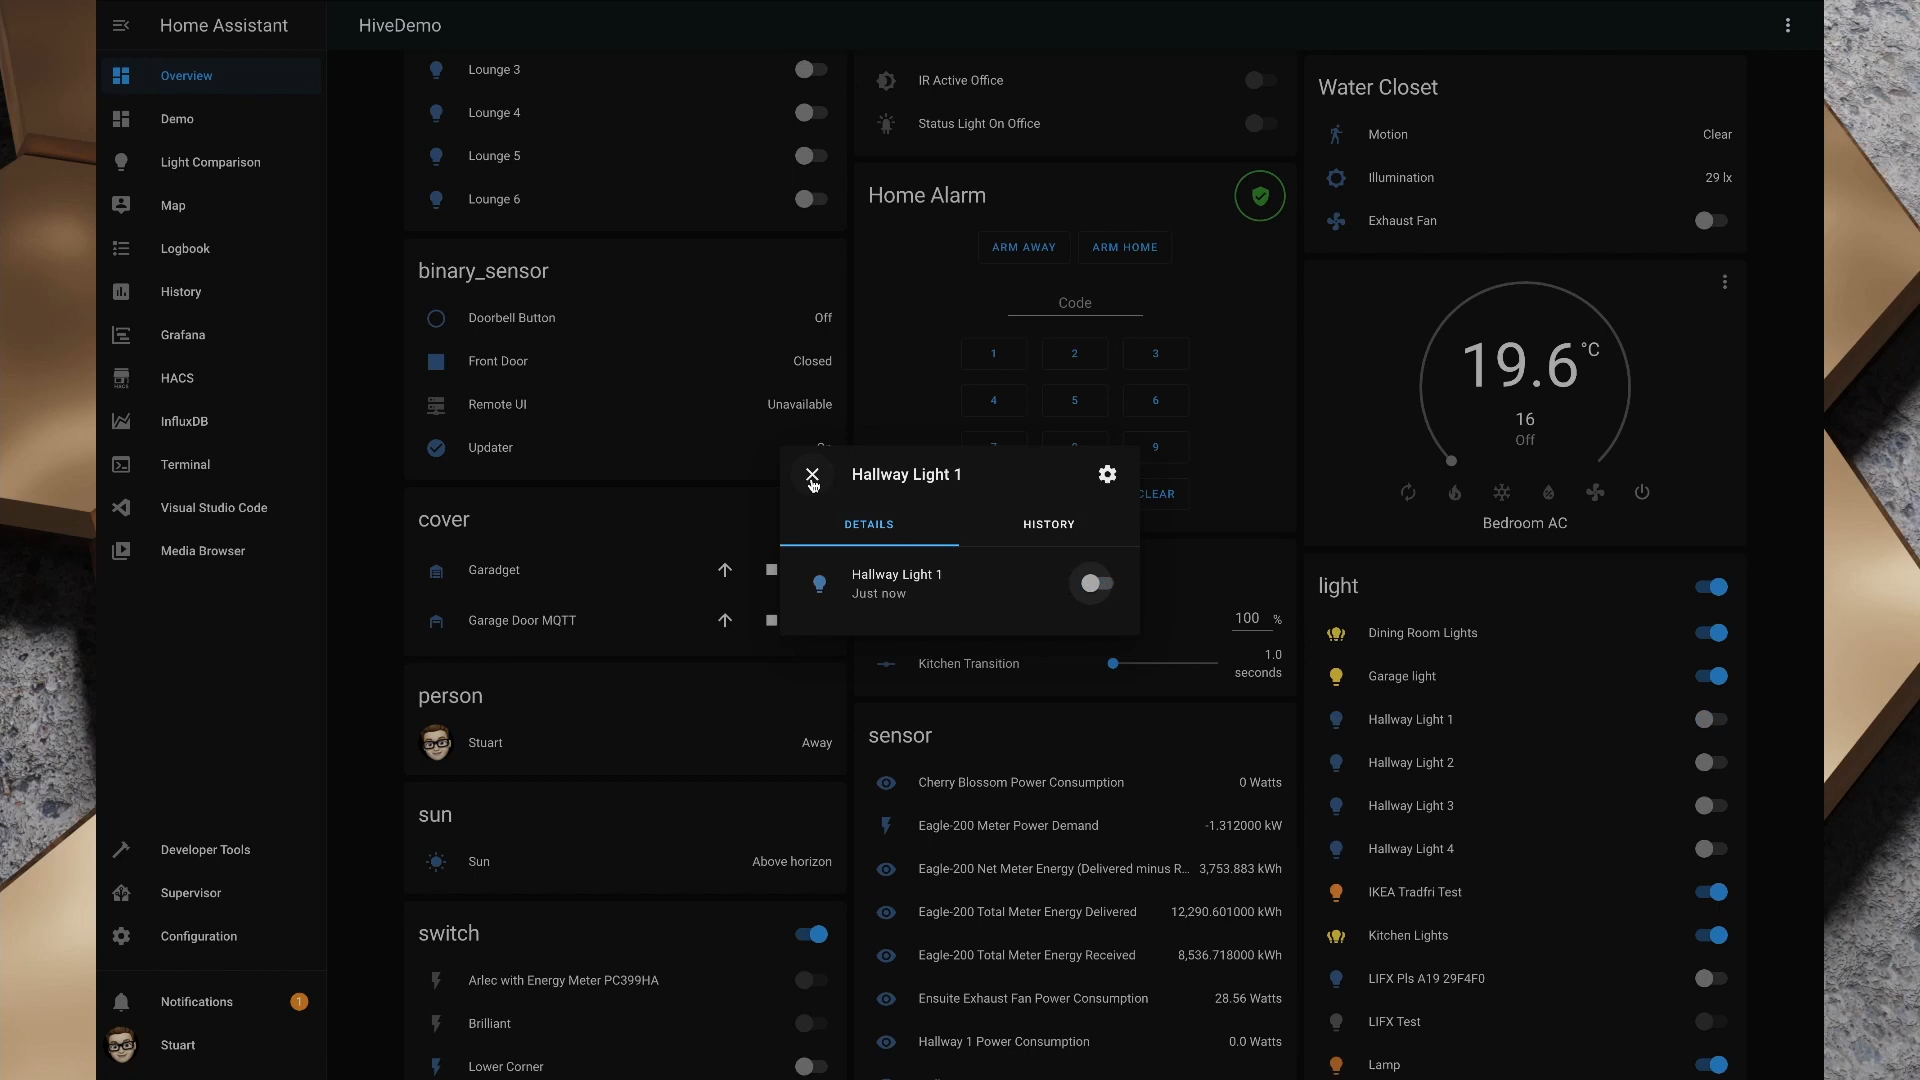 Home Assistant
HiveDemo
Overview
Demo
Light Comparison
Map
Logbook
History
Grafana
HACS
InfluxDB
Terminal
Visual Studio Code
Media Browser
Developer Tools
Supervisor
Configuration
Notifications
1
Stuart
Lounge 3
Lounge 4
Lounge 5
Lounge 6
binary_sensor
Doorbell Button Off
Front Door Closed
Remote UI Unavailable
Updater On
cover
Garadget
Garage Door MQTT
person
Stuart Away
sun
Sun Above horizon
switch
Arlec with Energy Meter PC399HA
Brilliant
Lower Corner
IR Active Office
Status Light On Office
Home Alarm
ARM AWAY ARM HOME
Code
1 2 3
4 5 6
7 8 9
CLEAR
Hallway Light 1
DETAILS HISTORY
Hallway Light 1
Just now
100 %
Kitchen Transition 1.0
seconds
sensor
Cherry Blossom Power Consumption 0 Watts
Eagle-200 Meter Power Demand -1.312000 kW
Eagle-200 Net Meter Energy (Delivered minus R... 3,753.883 kWh
Eagle-200 Total Meter Energy Delivered 12,290.601000 kWh
Eagle-200 Total Meter Energy Received 8,536.718000 kWh
Ensuite Exhaust Fan Power Consumption 28.56 Watts
Hallway 1 Power Consumption 0.0 Watts
Water Closet
Motion Clear
Illumination 29 lx
Exhaust Fan
19.6 °C
16
Off
Bedroom AC
light
Dining Room Lights
Garage light
Hallway Light 1
Hallway Light 2
Hallway Light 3
Hallway Light 4
IKEA Tradfri Test
Kitchen Lights
LIFX Pls A19 29F4F0
LIFX Test
Lamp